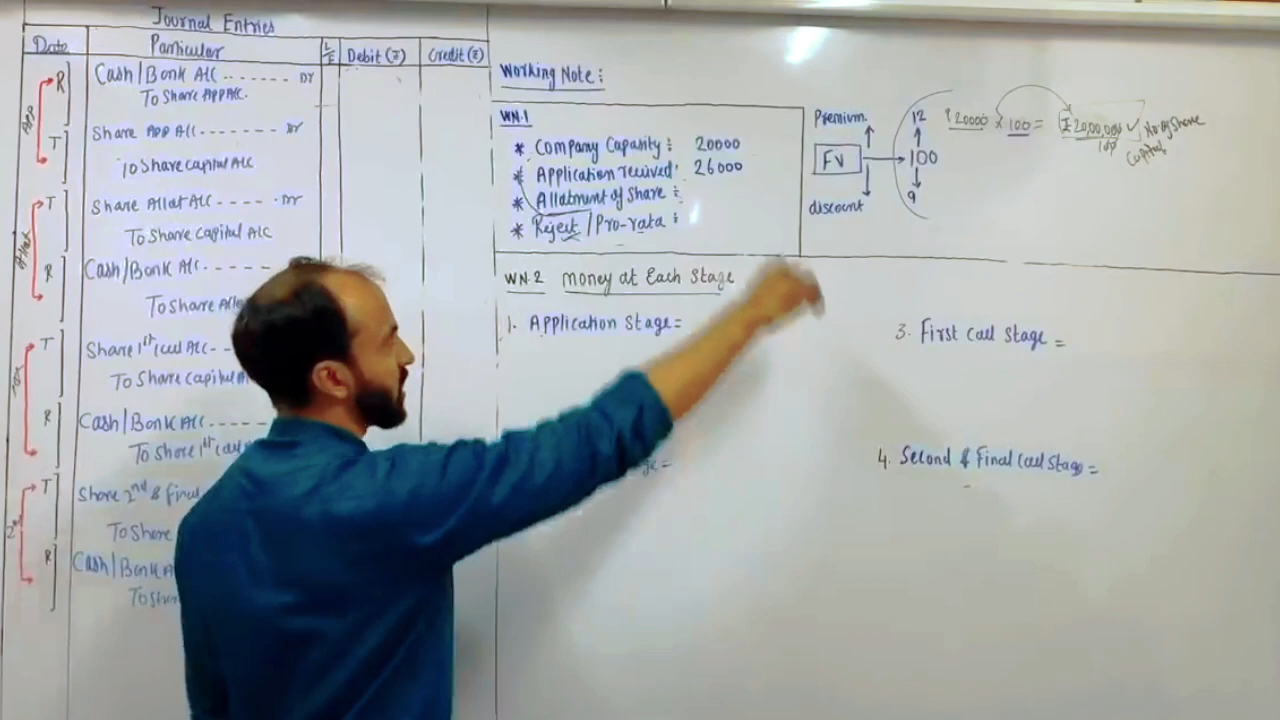 Journal Entries
Date Particular L/F Debit (₹) Credit (₹)
APP
R Cash/Bank A/C ....... Dr
To Share APP A/C.
T Share APP A/C ....... Dr
To Share Capital A/C
T Share Allot A/C ---- . Dr
To Share Capital A/C
R Cash/Bank A/C ----
To Share
T Share 1st Call A/C - -
To Share Capital
R Cash/Bank A/C -----
To Share 1st Call
2nd
T Share 2nd & Final
To Share
R Cash/Bank A
To Share
Working Note :
WN.1
* Company Capacity : 20000
* Application recived : 26000
* Allotment of Share :
* Reject / Pro-rata :
Premium 12
FV 100
discount 9
₹ 20000 × 100 = ₹ 20,00,000 ✓
No. of Share
Capital
WN.2 Money at Each Stage
1. Application Stage =
3. First Call Stage =
4. Second & Final Call Stage =